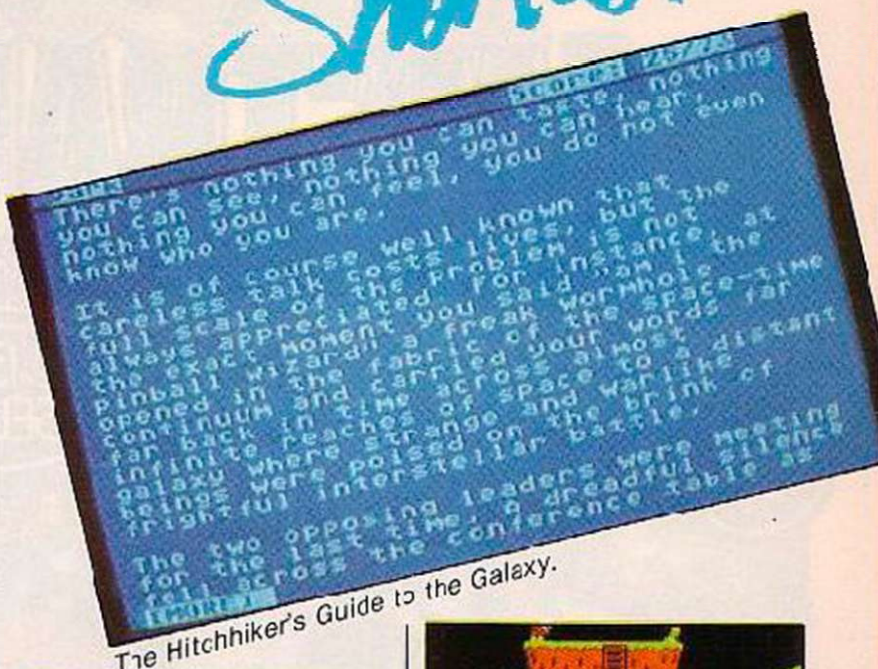 There's nothing you can taste, nothing
you can see, nothing you can hear,
nothing you can feel, you do not even
know who you are.
It is of course well known that
careless talk costs lives, but the
full scale of the problem is not
always appreciated. For instance, at
the exact moment you said "am i the
pinball wizard" a freak wormhole
opened in the fabric of the space-time
continuum and carried your words far
far back in time across almost
infinite reaches of space to a distant
galaxy where strange and warlike
beings were poised on the brink of
frightful interstellar battle.
The two opposing leaders were meeting
for the last time, a dreadful silence
fell across the conference table as
[MORE]
The Hitchhiker's Guide to the Galaxy.